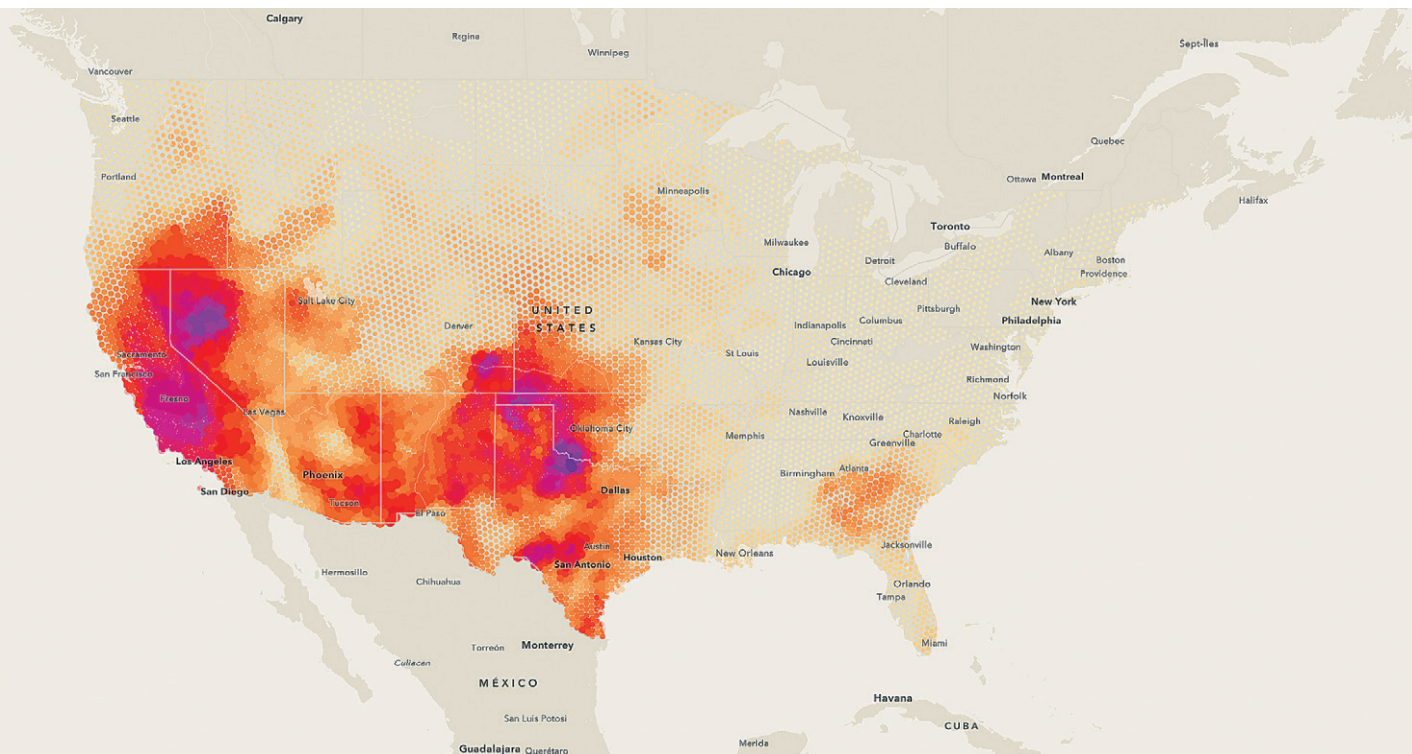 Calgary
Regina
Winnipeg
Sept-Îles
Vancouver
Seattle
Quebec
Portland
Ottawa
Montreal
Minneapolis
Halifax
Toronto
Milwaukee
Buffalo
Albany
Detroit
Boston
Chicago
Providence
Cleveland
Salt Lake City
New York
UNITED
STATES
Pittsburgh
Philadelphia
Denver
Indianapolis
Columbus
Kansas City
Cincinnati
Washington
St Louis
Sacramento
Louisville
San Francisco
Richmond
Fresno
Norfolk
Las Vegas
Nashville
Knoxville
Raleigh
Oklahoma City
Memphis
Charlotte
Greenville
Los Angeles
Birmingham
Atlanta
Phoenix
San Diego
Dallas
Tucson
El Paso
Austin
Jacksonville
Houston
New Orleans
San Antonio
Hermosillo
Chihuahua
Orlando
Tampa
Miami
Torreón
Monterrey
Culiacan
MÉXICO
Havana
San Luis Potosi
CUBA
Guadalajara
Querétaro
Merida